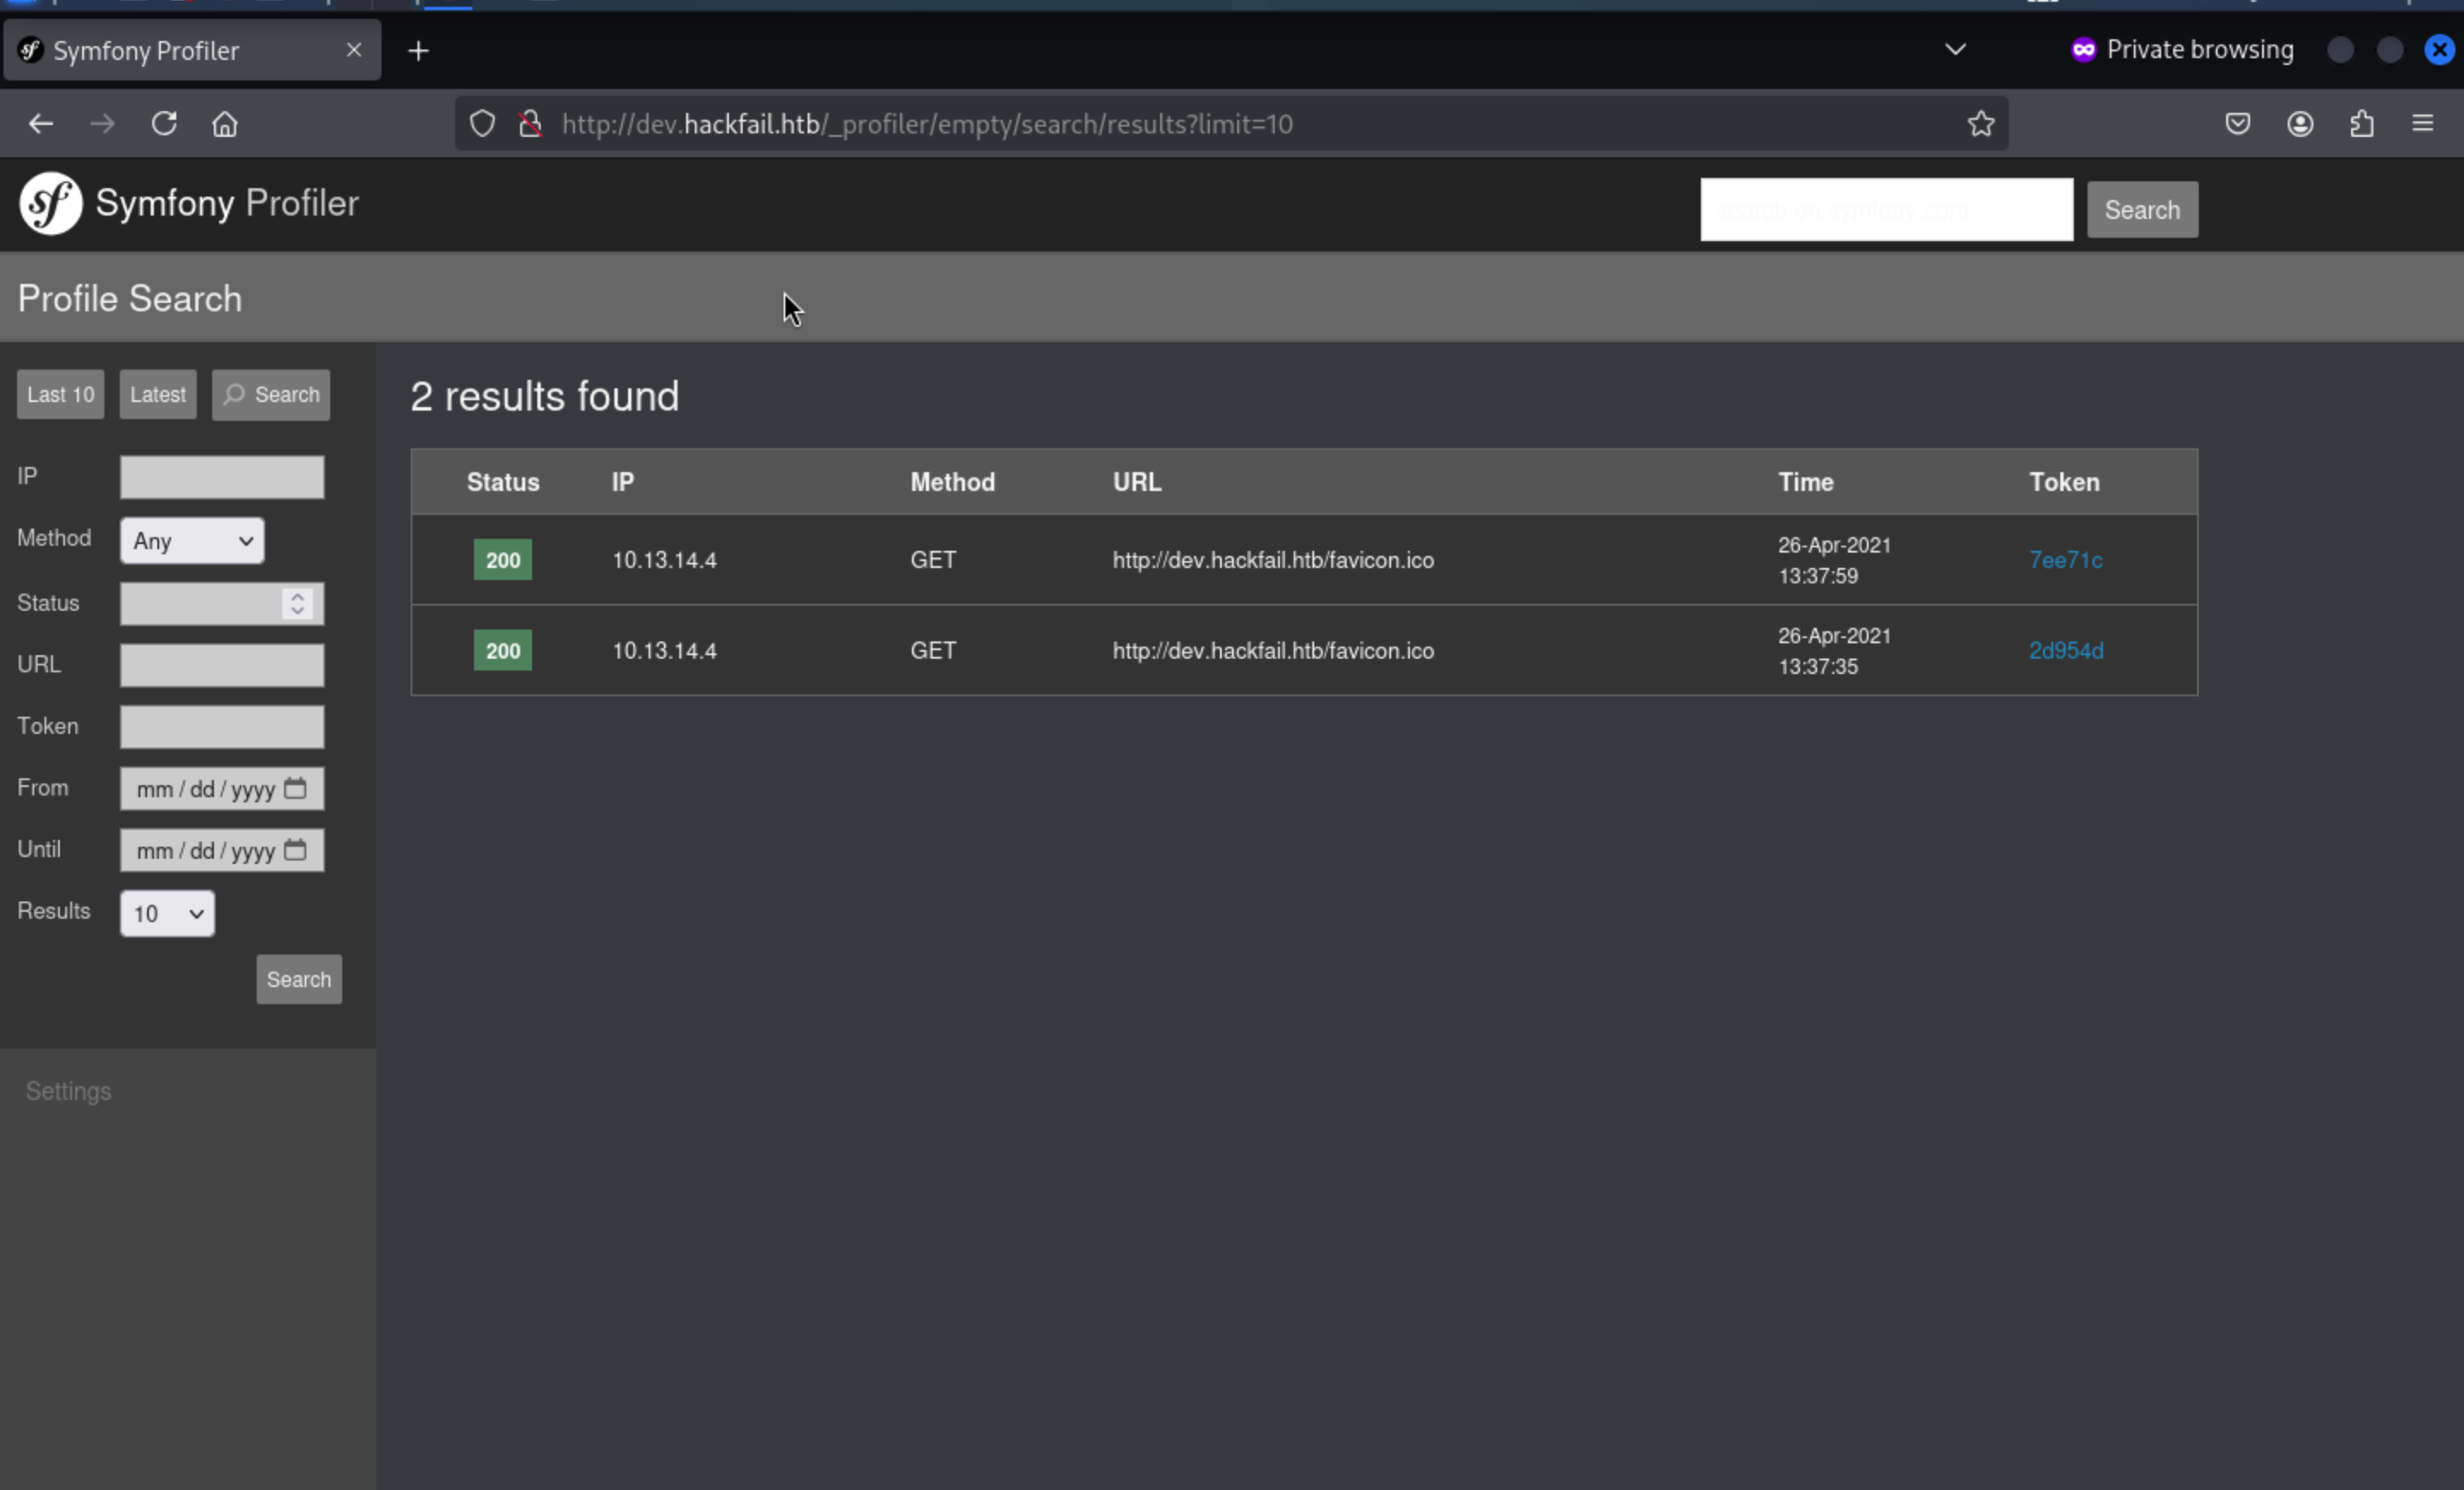 Symfony Profiler
Private browsing
http://dev.hackfail.htb/_profiler/empty/search/results?limit=10
sf Symfony Profiler
search on symfony.com
Search
Profile Search
Last 10
Latest
Search
IP
Method
Any
Status
URL
Token
From
mm / dd / yyyy
Until
mm / dd / yyyy
Results
10
Search
Settings
2 results found
Status IP Method URL Time Token
200 10.13.14.4 GET http://dev.hackfail.htb/favicon.ico 26-Apr-2021
13:37:59 7ee71c
200 10.13.14.4 GET http://dev.hackfail.htb/favicon.ico 26-Apr-2021
13:37:35 2d954d